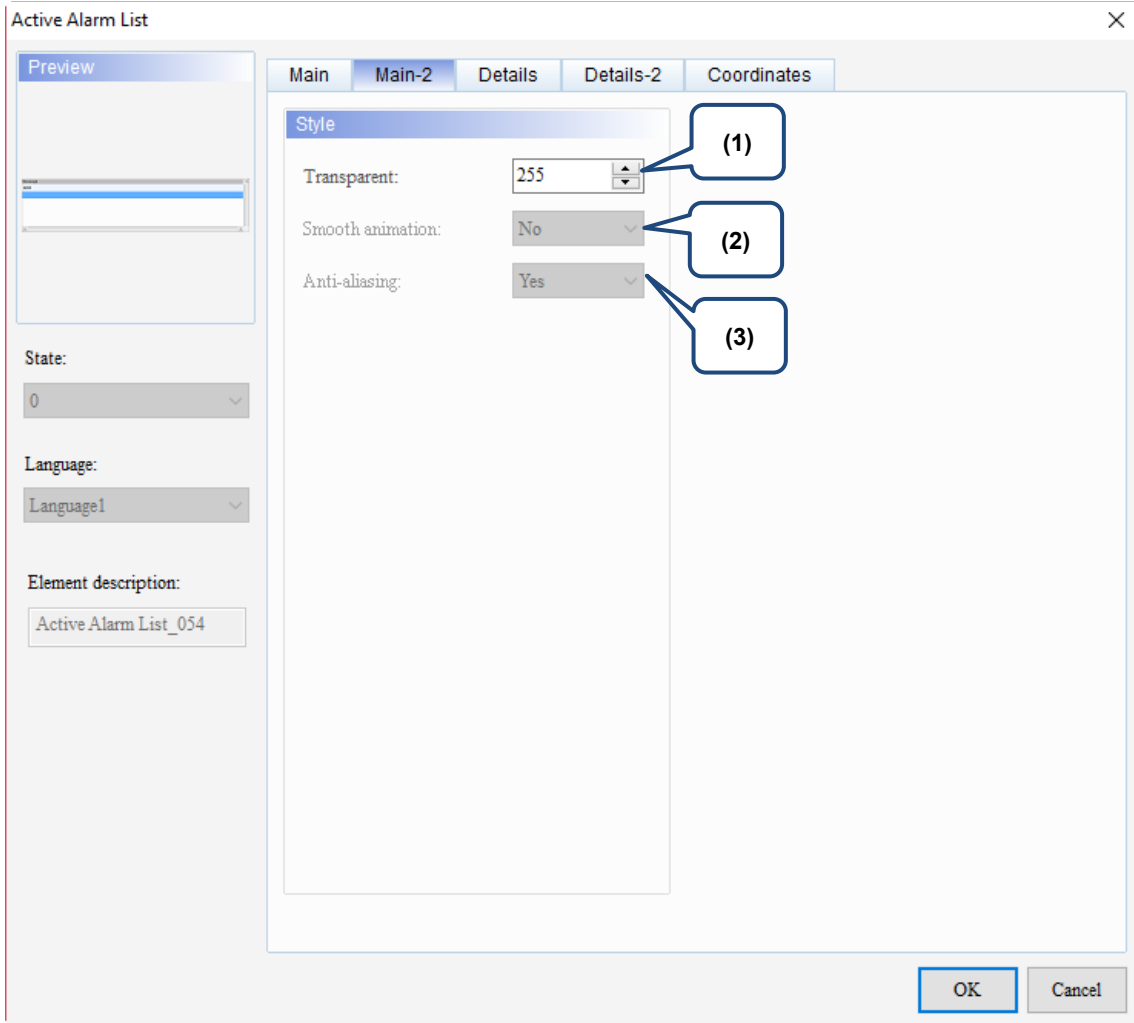 Active Alarm List
Preview
Main Main-2 Details Details-2 Coordinates
Style
(1)
Transparent: 255
Smooth animation: No
(2)
Anti-aliasing: Yes
(3)
State:
0
Language:
Language1
Element description:
Active Alarm List_054
OK Cancel